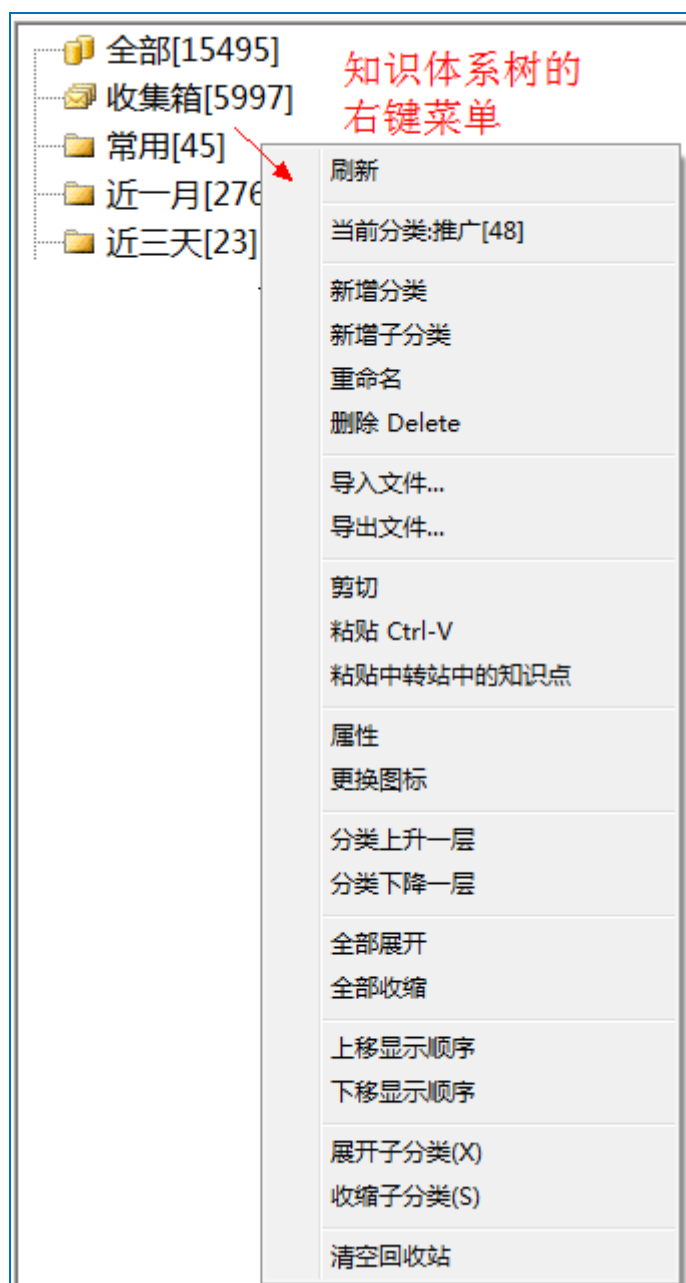 全部[15495]
知识体系树的
收集箱[5997]
右键菜单
常用[45]
近一月[276
近三天[23]
刷新
当前分类:推广[48]
新增分类
新增子分类
重命名
删除 Delete
导入文件...
导出文件...
剪切
粘贴 Ctrl-V
粘贴中转站中的知识点
属性
更换图标
分类上升一层
分类下降一层
全部展开
全部收缩
上移显示顺序
下移显示顺序
展开子分类(X)
收缩子分类(S)
清空回收站